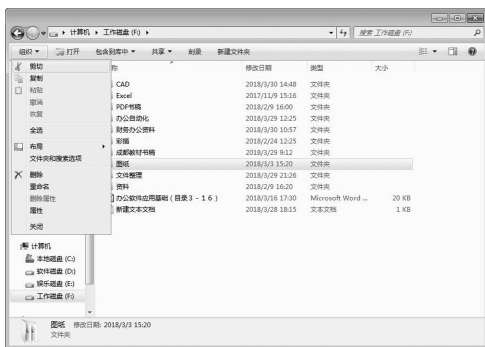 计算机 ▸ 工作磁盘 (F:) ▸
搜索 工作磁盘 (F:)
组织 ▾ 打开 包含到库中 ▾ 共享 ▾ 刻录 新建文件夹
剪切
复制
粘贴
撤消
恢复
全选
布局
文件夹和搜索选项
删除
重命名
删除属性
属性
关闭
称 修改日期 类型 大小
CAD 2018/3/30 14:48 文件夹
Excel 2017/11/9 15:16 文件夹
PDF书稿 2018/2/9 16:00 文件夹
办公自动化 2018/3/29 12:25 文件夹
财务办公资料 2018/3/30 10:57 文件夹
彩插 2018/2/24 12:25 文件夹
成都教材书稿 2018/3/29 9:12 文件夹
图纸 2018/3/3 15:20 文件夹
文件整理 2018/3/29 21:26 文件夹
资料 2018/2/9 16:20 文件夹
办公软件应用基础（目录3-16） 2018/3/16 17:30 Microsoft Word ... 20 KB
新建文本文档 2018/3/28 18:15 文本文档 1 KB
计算机
本地磁盘 (C:)
软件磁盘 (D:)
娱乐磁盘 (E:)
工作磁盘 (F:)
图纸 修改日期: 2018/3/3 15:20
文件夹